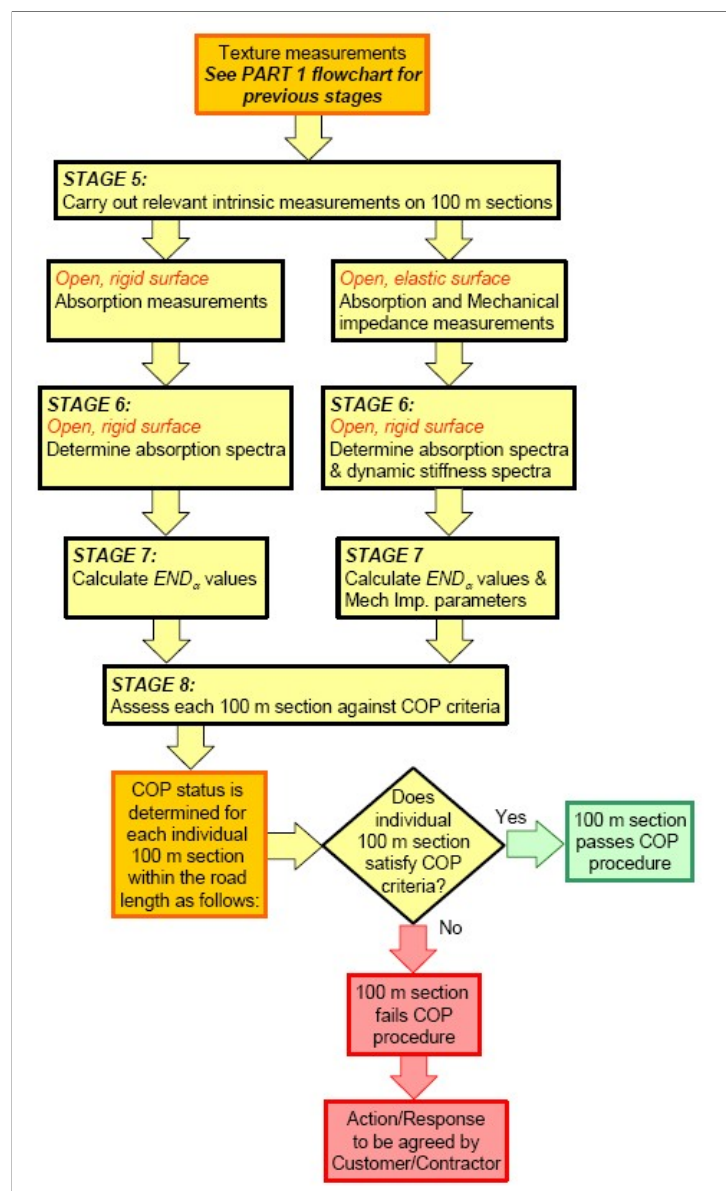 Texture measurements
See PART 1 flowchart for
previous stages
STAGE 5:
Carry out relevant intrinsic measurements on 100 m sections
Open, rigid surface
Absorption measurements
Open, elastic surface
Absorption and Mechanical
impedance measurements
STAGE 6:
Open, rigid surface
Determine absorption spectra
STAGE 6:
Open, rigid surface
Determine absorption spectra
& dynamic stiffness spectra
STAGE 7:
Calculate ENDα values
STAGE 7
Calculate ENDα values &
Mech Imp. parameters
STAGE 8:
Assess each 100 m section against COP criteria
COP status is
determined for
each individual
100 m section
within the road
length as follows:
Does
individual
100 m section
satisfy COP
criteria?
Yes
100 m section
passes COP
procedure
No
100 m section
fails COP
procedure
Action/Response
to be agreed by
Customer/Contractor